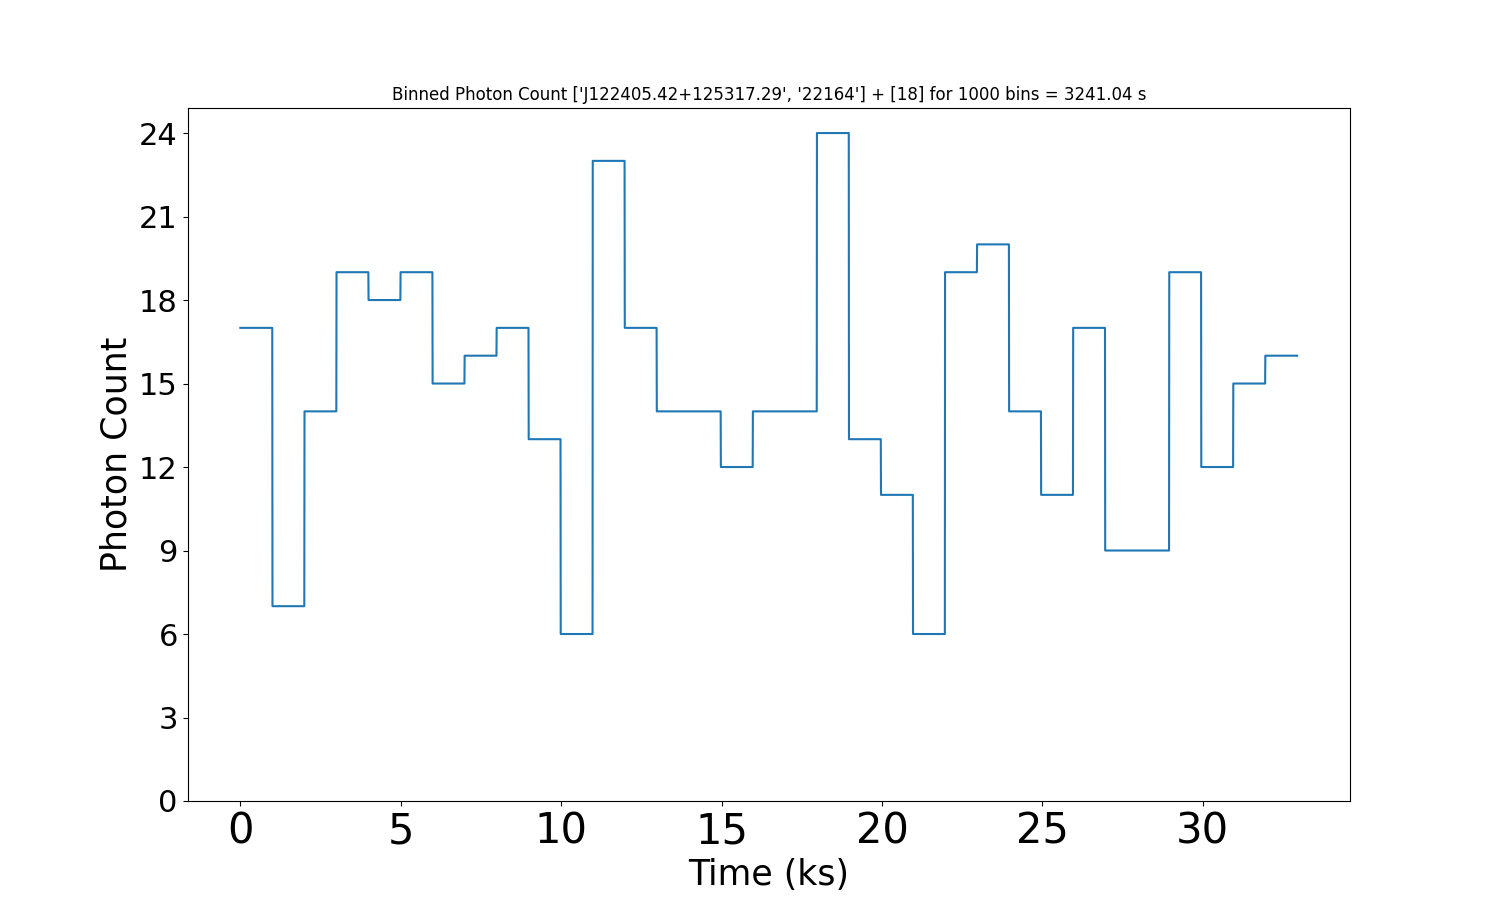 Binned Photon Count ['J122405.42+125317.29', '22164'] + [18] for 1000 bins = 3241.04 s
24
21
18
15
12
9
6
3
0
Photon Count
0 5 10 15 20 25 30
Time (ks)